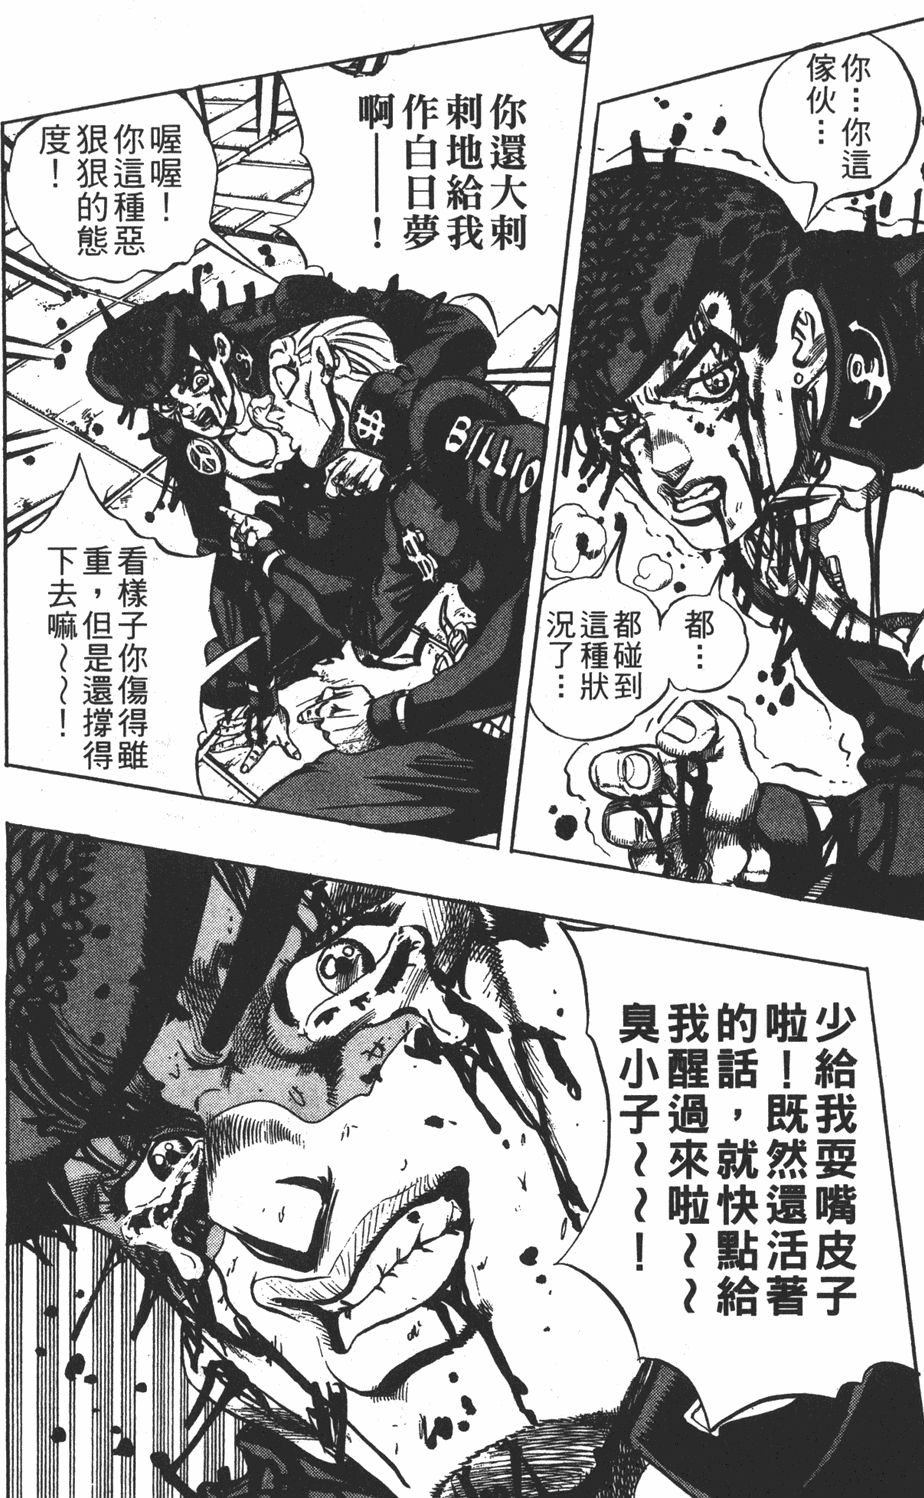 你…你這
傢伙…
都…
都碰到
這種狀
況了…
你還大剌
剌地給我
作白日夢
啊——！
喔喔！
你這種惡
狠狠的態
度！
BILLIO
$
$
看樣子你傷得雖
重，但是還撐得
下去嘛～～！
少給我耍嘴皮子
啦！既然還活著
的話，就快點給
我醒過來啦～～
臭小子～～！